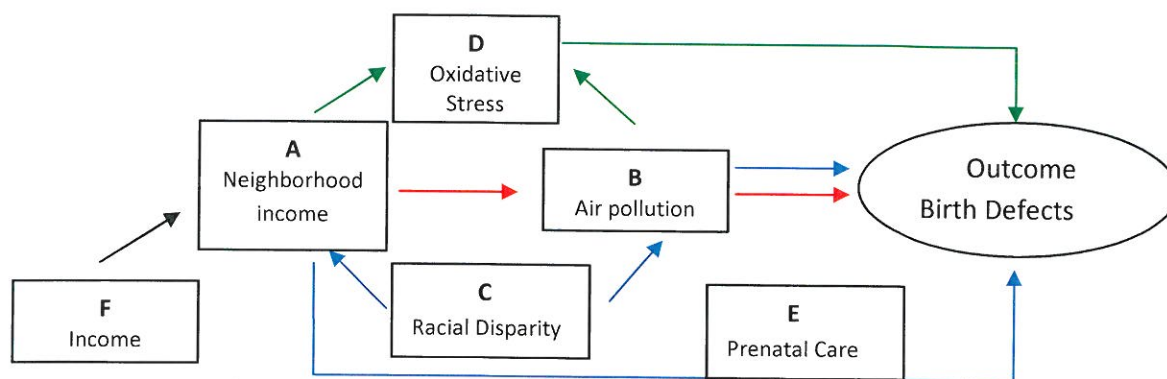 D
Oxidative
Stress
A
Neighborhood
income
B
Air pollution
Outcome
Birth Defects
F
Income
C
Racial Disparity
E
Prenatal Care